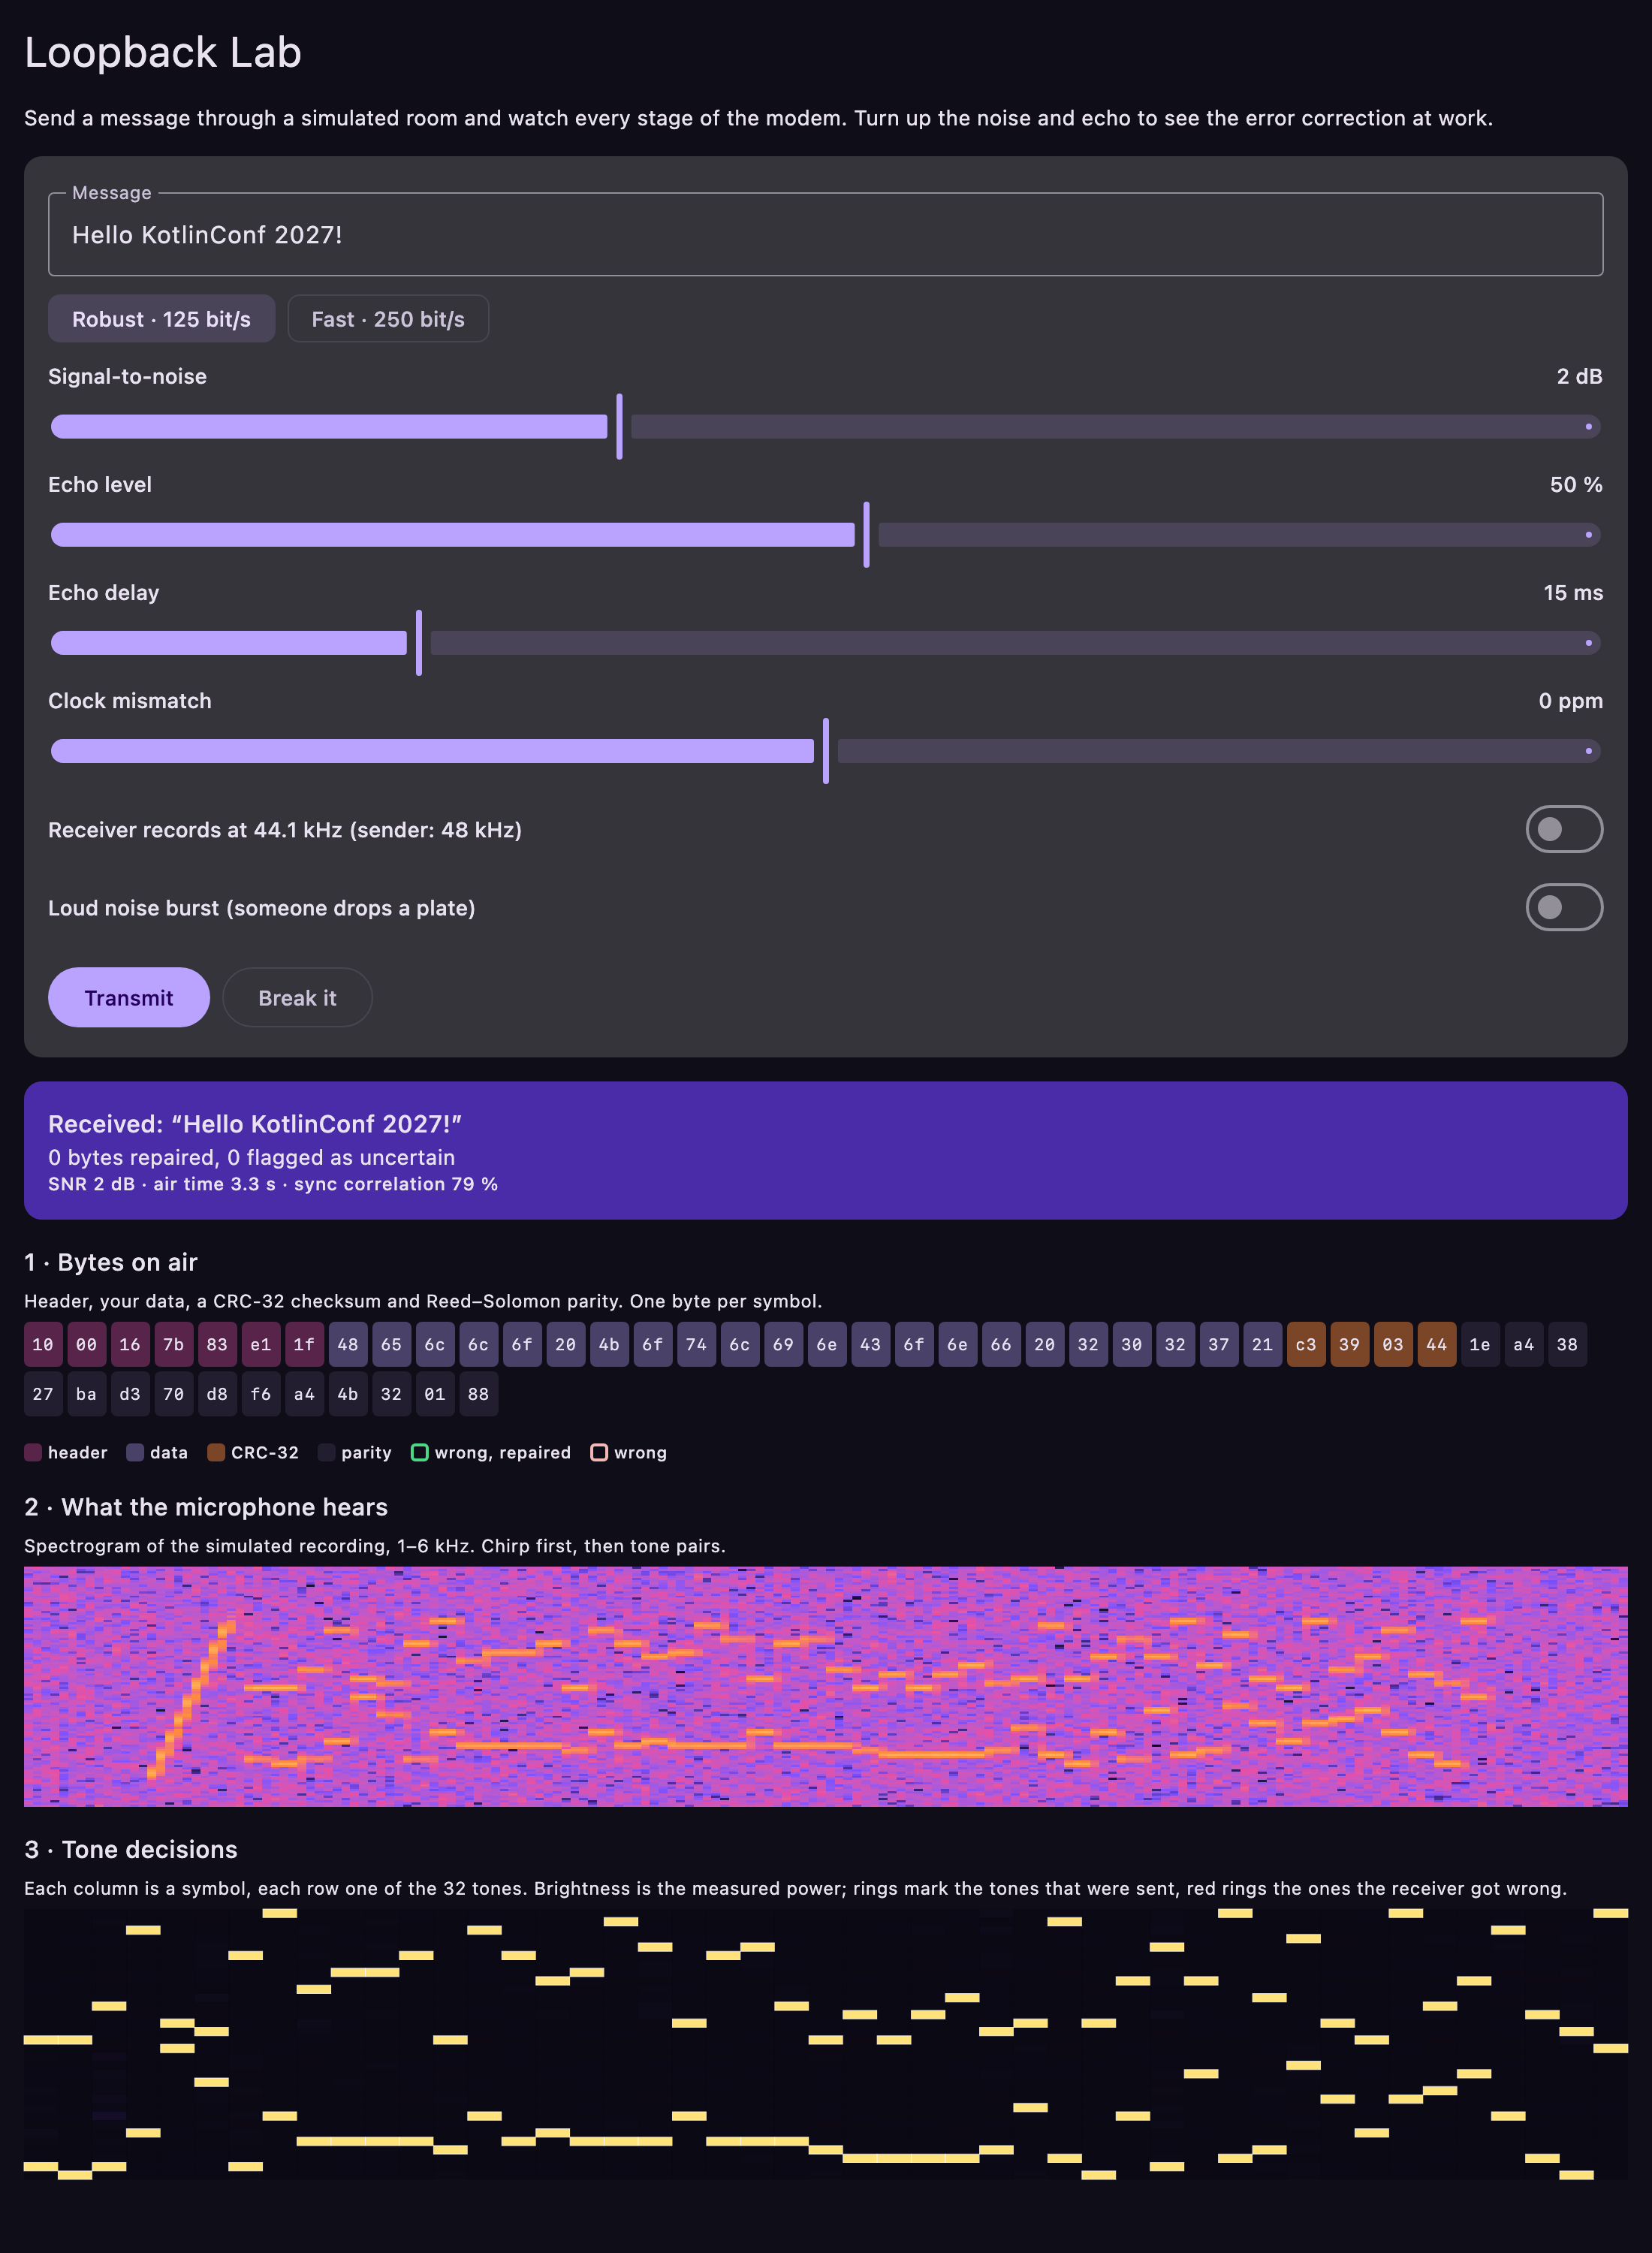 Loopback Lab
Send a message through a simulated room and watch every stage of the modem. Turn up the noise and echo to see the error correction at work.
Message
Hello KotlinConf 2027!
Robust · 125 bit/s Fast · 250 bit/s
Signal-to-noise 2 dB
Echo level 50 %
Echo delay 15 ms
Clock mismatch 0 ppm
Receiver records at 44.1 kHz (sender: 48 kHz)
Loud noise burst (someone drops a plate)
Transmit Break it
Received: “Hello KotlinConf 2027!”
0 bytes repaired, 0 flagged as uncertain
SNR 2 dB · air time 3.3 s · sync correlation 79 %
1 · Bytes on air
Header, your data, a CRC-32 checksum and Reed–Solomon parity. One byte per symbol.
10 00 16 7b 83 e1 1f 48 65 6c 6c 6f 20 4b 6f 74 6c 69 6e 43 6f 6e 66 20 32 30 32 37 21 c3 39 03 44 1e a4 38
27 ba d3 70 d8 f6 a4 4b 32 01 88
header data CRC-32 parity wrong, repaired wrong
2 · What the microphone hears
Spectrogram of the simulated recording, 1–6 kHz. Chirp first, then tone pairs.
3 · Tone decisions
Each column is a symbol, each row one of the 32 tones. Brightness is the measured power; rings mark the tones that were sent, red rings the ones the receiver got wrong.